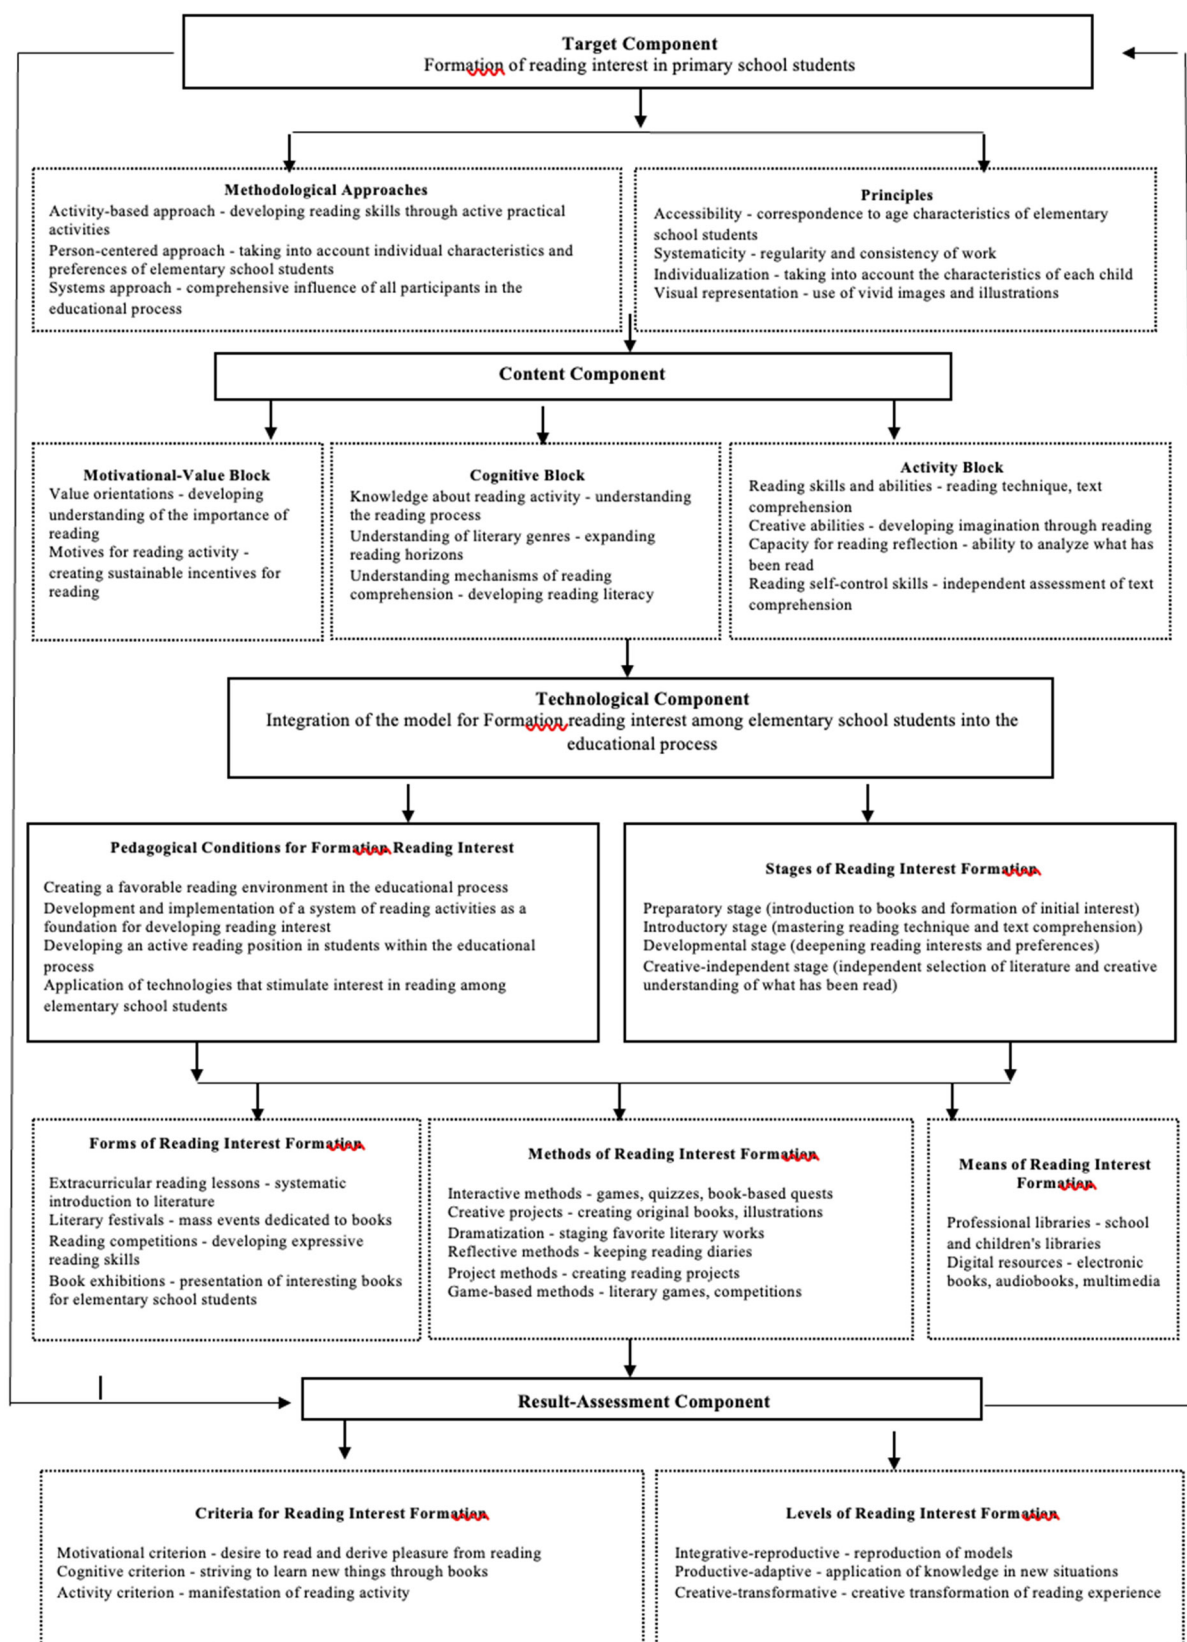 Target Component
Formation of reading interest in primary school students
Methodological Approaches
Activity-based approach - developing reading skills through active practical
activities
Person-centered approach - taking into account individual characteristics and
preferences of elementary school students
Systems approach - comprehensive influence of all participants in the
educational process
Principles
Accessibility - correspondence to age characteristics of elementary
school students
Systematicity - regularity and consistency of work
Individualization - taking into account the characteristics of each child
Visual representation - use of vivid images and illustrations
Content Component
Motivational-Value Block
Value orientations - developing
understanding of the importance of
reading
Motives for reading activity -
creating sustainable incentives for
reading
Cognitive Block
Knowledge about reading activity - understanding
the reading process
Understanding of literary genres - expanding
reading horizons
Understanding mechanisms of reading
comprehension - developing reading literacy
Activity Block
Reading skills and abilities - reading technique, text
comprehension
Creative abilities - developing imagination through reading
Capacity for reading reflection - ability to analyze what has
been read
Reading self-control skills - independent assessment of text
comprehension
Technological Component
Integration of the model for Formation reading interest among elementary school students into the
educational process
Pedagogical Conditions for Formation Reading Interest
Creating a favorable reading environment in the educational process
Development and implementation of a system of reading activities as a
foundation for developing reading interest
Developing an active reading position in students within the educational
process
Application of technologies that stimulate interest in reading among
elementary school students
Stages of Reading Interest Formation
Preparatory stage (introduction to books and formation of initial interest)
Introductory stage (mastering reading technique and text comprehension)
Developmental stage (deepening reading interests and preferences)
Creative-independent stage (independent selection of literature and creative
understanding of what has been read)
Forms of Reading Interest Formation
Extracurricular reading lessons - systematic
introduction to literature
Literary festivals - mass events dedicated to books
Reading competitions - developing expressive
reading skills
Book exhibitions - presentation of interesting books
for elementary school students
Methods of Reading Interest Formation
Interactive methods - games, quizzes, book-based quests
Creative projects - creating original books, illustrations
Dramatization - staging favorite literary works
Reflective methods - keeping reading diaries
Project methods - creating reading projects
Game-based methods - literary games, competitions
Means of Reading Interest
Formation
Professional libraries - school
and children's libraries
Digital resources - electronic
books, audiobooks, multimedia
Result-Assessment Component
Criteria for Reading Interest Formation
Motivational criterion - desire to read and derive pleasure from reading
Cognitive criterion - striving to learn new things through books
Activity criterion - manifestation of reading activity
Levels of Reading Interest Formation
Integrative-reproductive - reproduction of models
Productive-adaptive - application of knowledge in new situations
Creative-transformative - creative transformation of reading experience